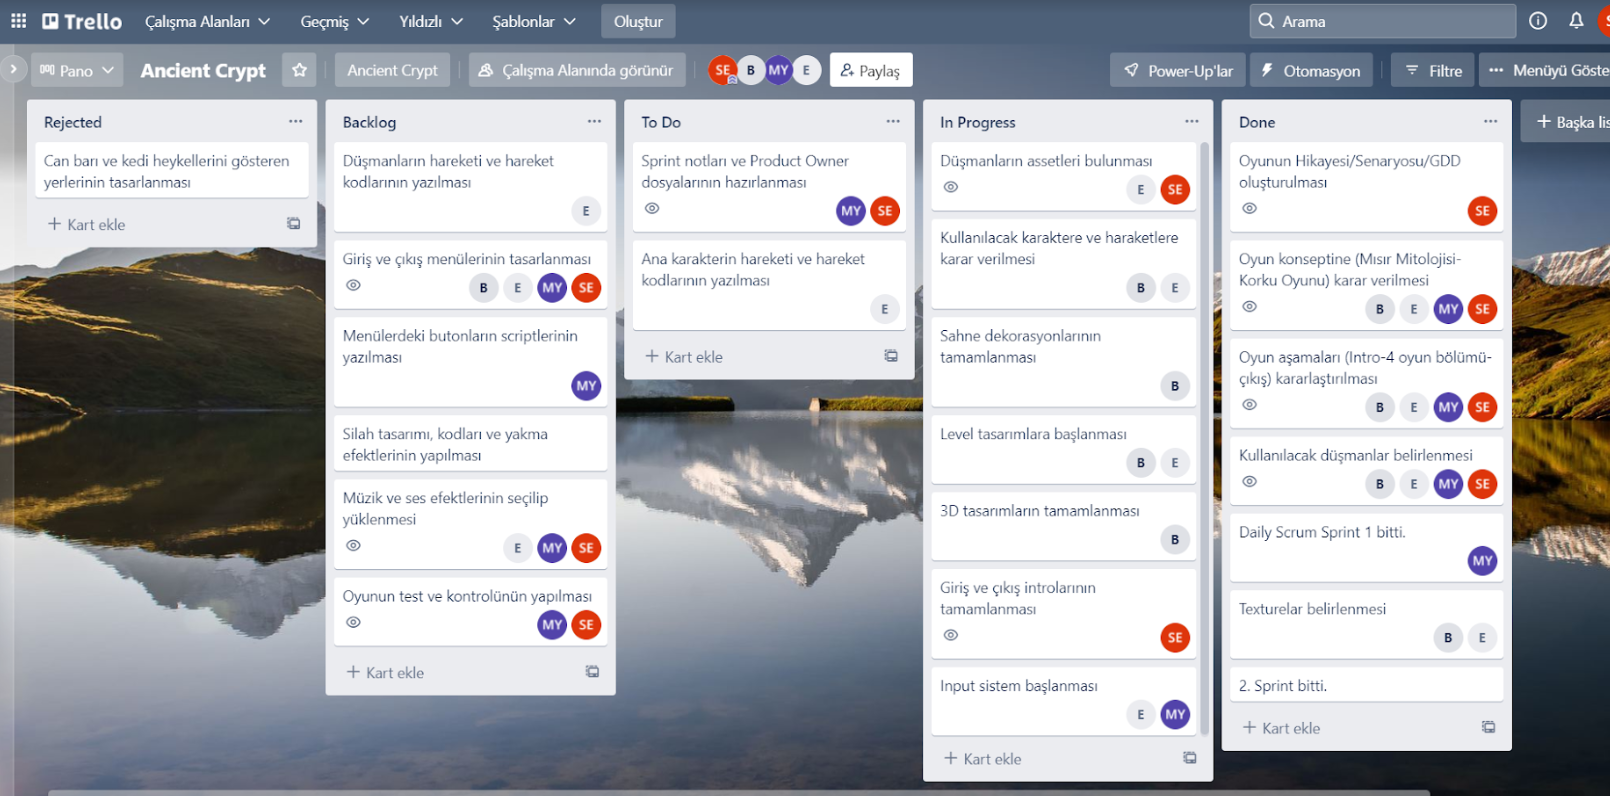 Trello Çalışma Alanları Geçmiş Yıldızlı Şablonlar Oluştur Arama
Pano Ancient Crypt Ancient Crypt Çalışma Alanında görünür SE B MY E Paylaş Power-Up'lar Otomasyon Filtre Menüyü Göste
Rejected
Can barı ve kedi heykellerini gösteren
yerlerinin tasarlanması
+ Kart ekle
Backlog
Düşmanların hareketi ve hareket
kodlarının yazılması
E
Giriş ve çıkış menülerinin tasarlanması
B E MY SE
Menülerdeki butonların scriptlerinin
yazılması
MY
Silah tasarımı, kodları ve yakma
efektlerinin yapılması
Müzik ve ses efektlerinin seçilip
yüklenmesi
E MY SE
Oyunun test ve kontrolünün yapılması
MY SE
+ Kart ekle
To Do
Sprint notları ve Product Owner
dosyalarının hazırlanması
MY SE
Ana karakterin hareketi ve hareket
kodlarının yazılması
E
+ Kart ekle
In Progress
Düşmanların assetleri bulunması
E SE
Kullanılacak karaktere ve haraketlere
karar verilmesi
B E
Sahne dekorasyonlarının
tamamlanması
B
Level tasarımlara başlanması
B E
3D tasarımların tamamlanması
B
Giriş ve çıkış introlarının
tamamlanması
SE
Input sistem başlanması
E MY
+ Kart ekle
Done
Oyunun Hikayesi/Senaryosu/GDD
oluşturulması
SE
Oyun konseptine (Mısır Mitolojisi-
Korku Oyunu) karar verilmesi
B E MY SE
Oyun aşamaları (Intro-4 oyun bölümü-
çıkış) kararlaştırılması
B E MY SE
Kullanılacak düşmanlar belirlenmesi
B E MY SE
Daily Scrum Sprint 1 bitti.
MY
Texturelar belirlenmesi
B E
2. Sprint bitti.
+ Kart ekle
+ Başka lis